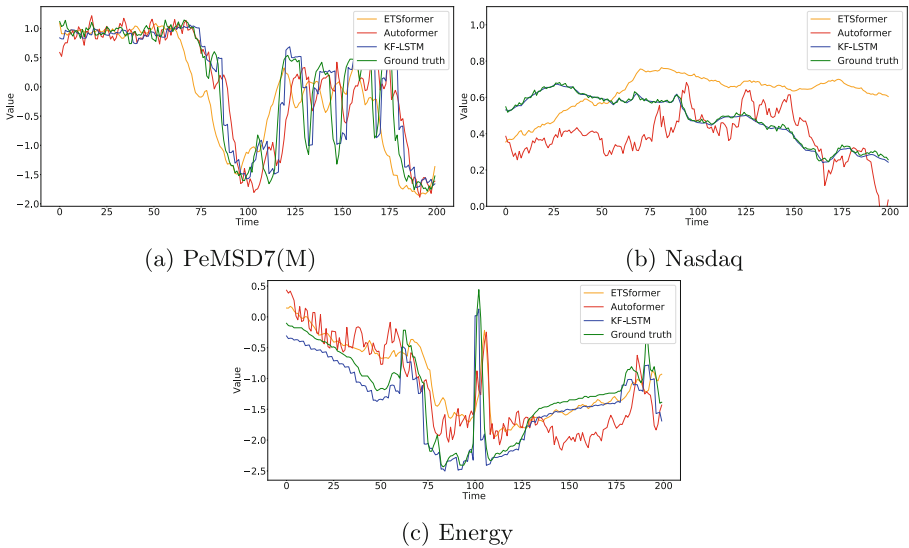 1.0
0.5
0.0
−0.5
−1.0
−1.5
−2.0
Value
0 25 50 75 100 125 150 175 200
Time
ETSformer
Autoformer
KF-LSTM
Ground truth
(a) PeMSD7(M)
1.0
0.8
0.6
0.4
0.2
0.0
Value
0 25 50 75 100 125 150 175 200
Time
ETSformer
Autoformer
KF-LSTM
Ground truth
(b) Nasdaq
0.5
0.0
−0.5
−1.0
−1.5
−2.0
−2.5
Value
0 25 50 75 100 125 150 175 200
Time
ETSformer
Autoformer
KF-LSTM
Ground truth
(c) Energy